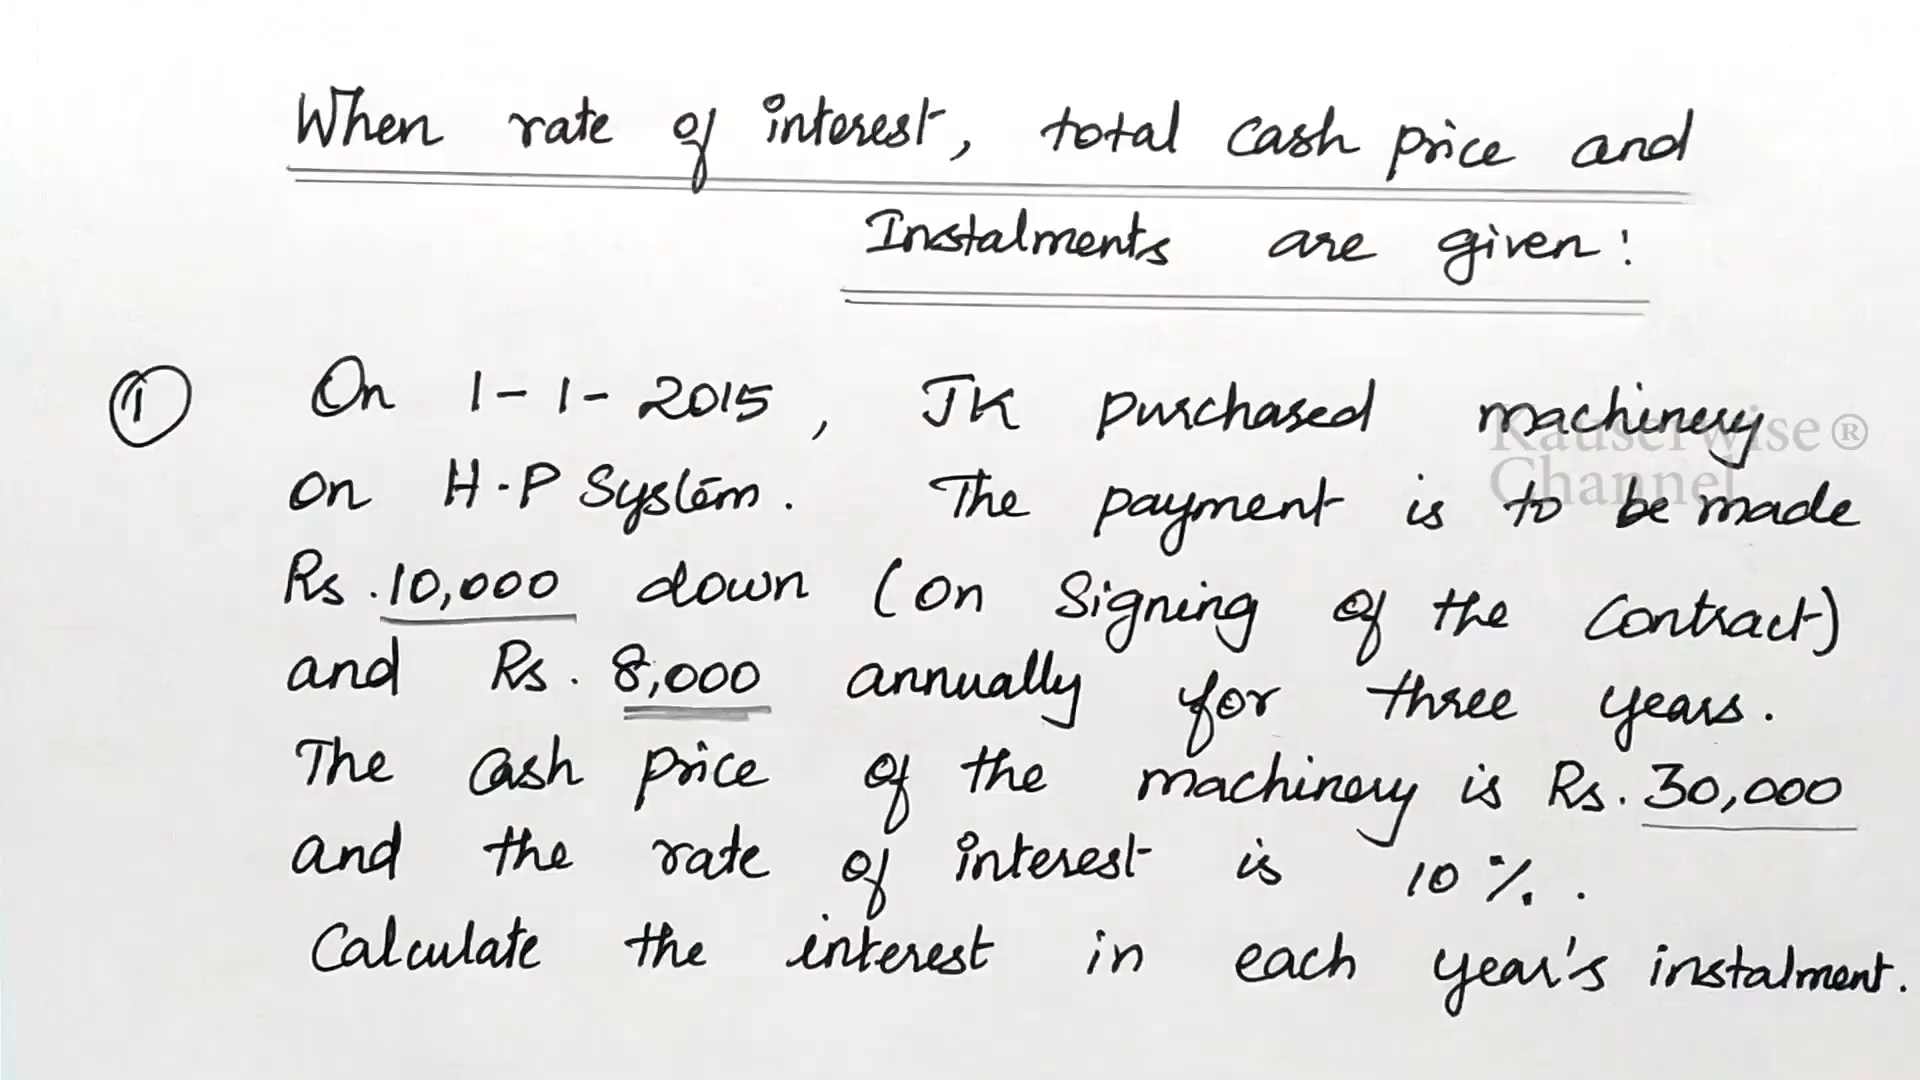 When rate of interest, total cash price and
Instalments are given:
① On 1-1-2015, JK purchased machinery
on H.P System. The payment is to be made
Rs.10,000 down (on signing of the contract)
and Rs. 8,000 annually for three years.
The cash price of the machinery is Rs. 30,000
and the rate of interest is 10%.
Calculate the interest in each year's instalment.
Kauserwise®
Channel